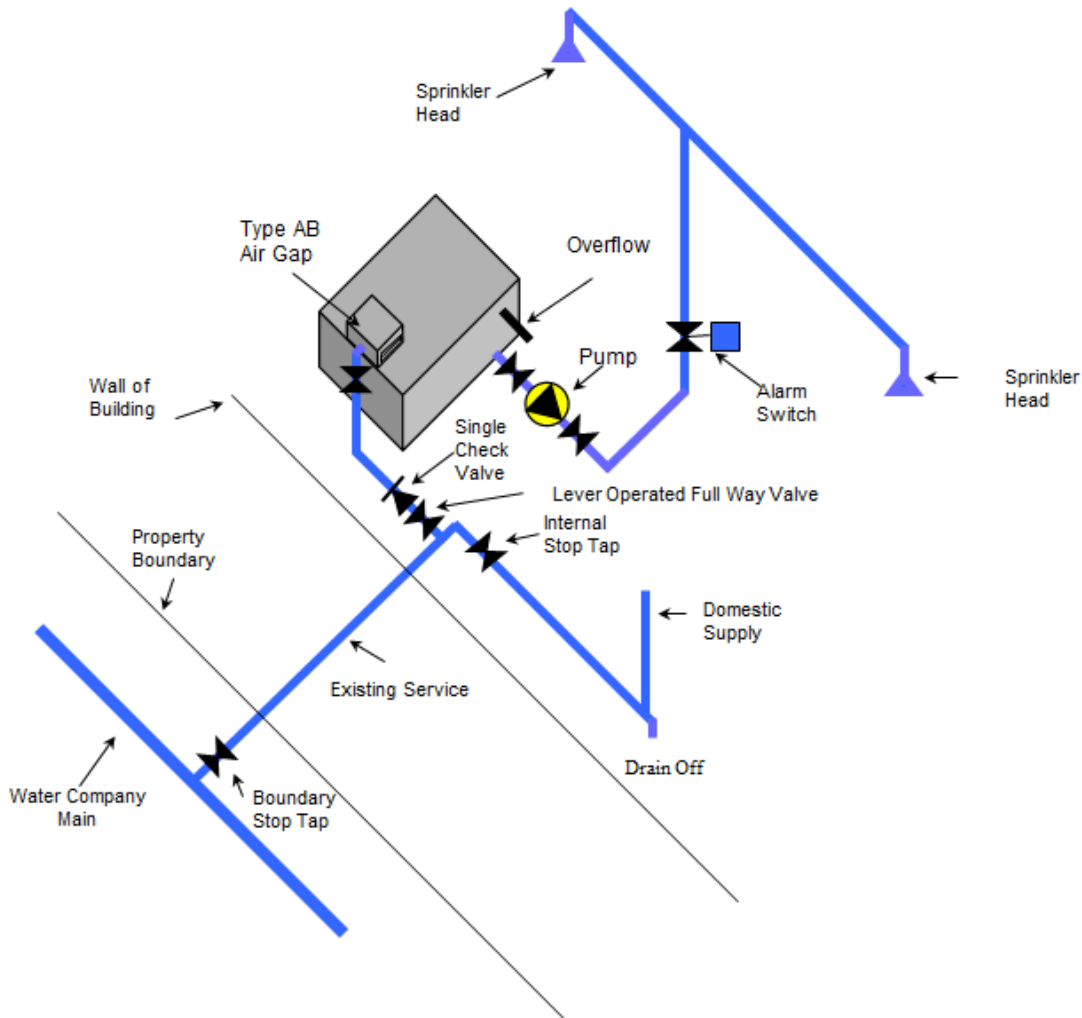 Sprinkler
Head
Type AB
Air Gap
Overflow
Pump
Wall of
Building
Alarm
Switch
Sprinkler
Head
Single
Check
Valve
Lever Operated Full Way Valve
Internal
Stop Tap
Property
Boundary
Domestic
Supply
Existing Service
Drain Off
Water Company
Main
Boundary
Stop Tap